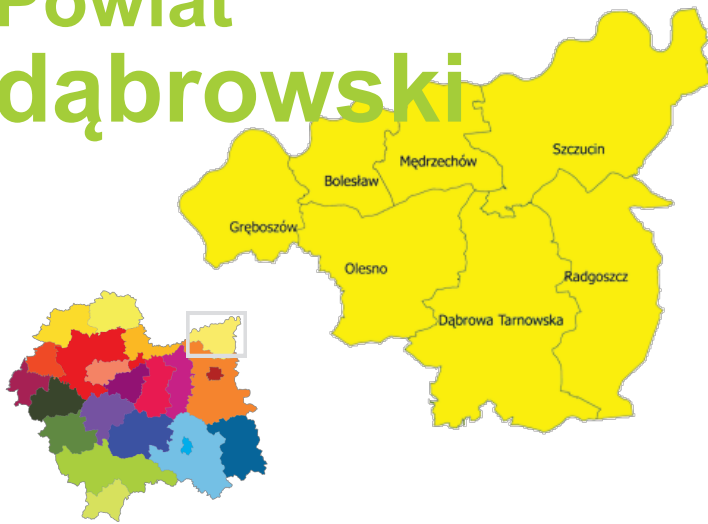 Powiat
dąbrowski
Szczucin
Mędrzechów
Bolesław
Gręboszów
Olesno
Radgoszcz
Dąbrowa Tarnowska